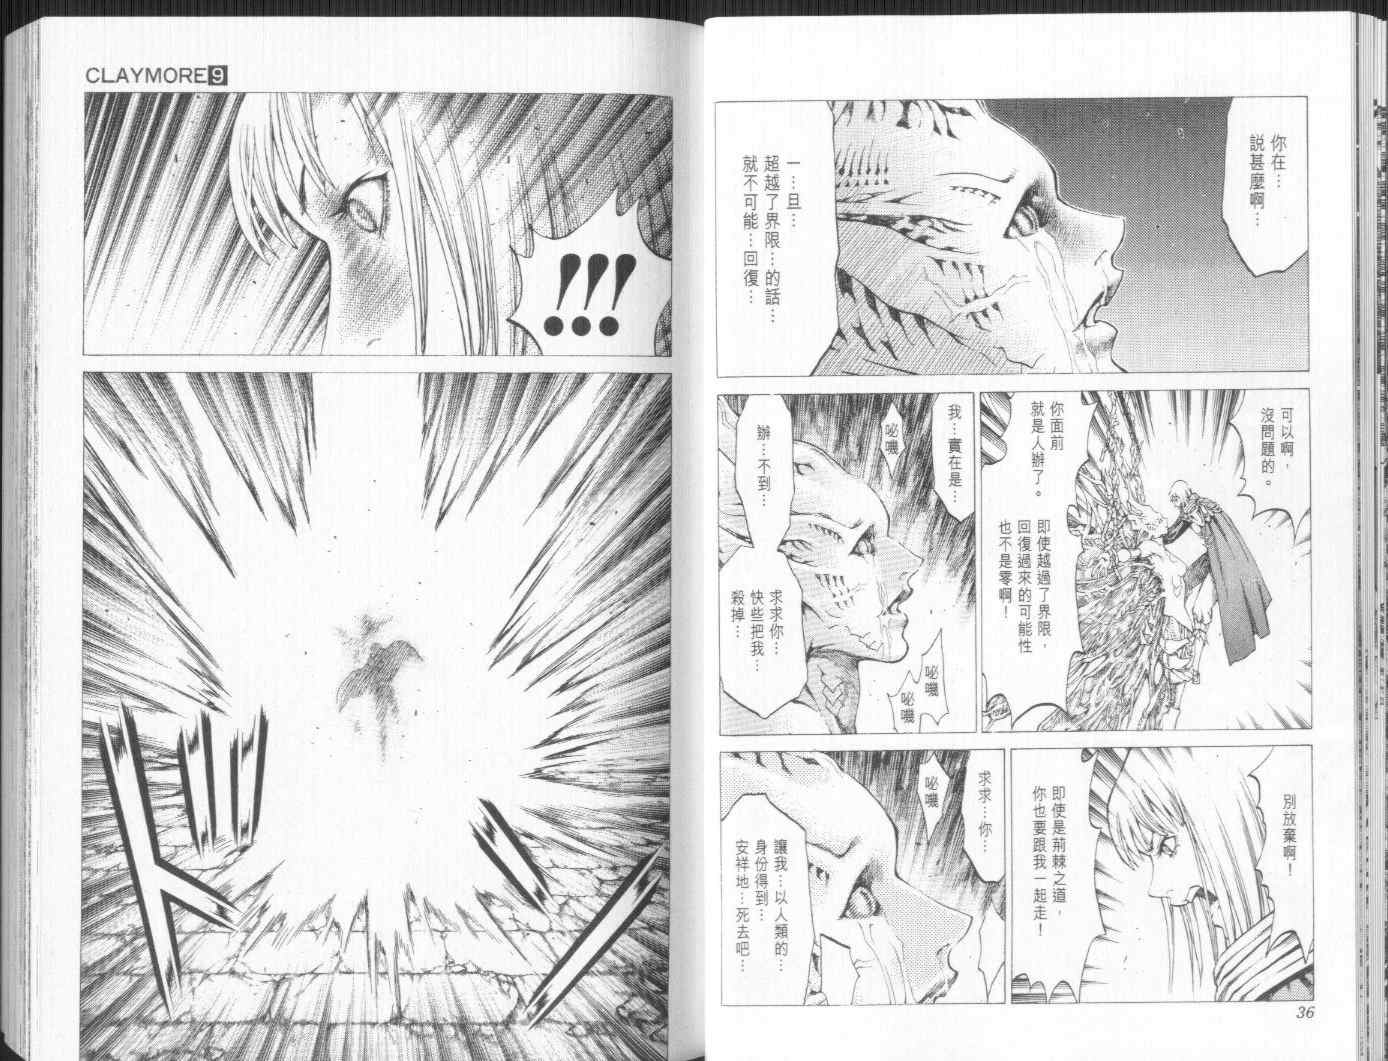 你在…
說甚麼啊…
一…旦…
超越了界限…的話…
就不可能…回復…
可以啊，
沒問題的。
你面前
就是人辦了。
即使越過了界限，
回復過來的可能性
也不是零啊！
我…實在是…
咇嘰
辦…不到…
求求你…
快些把我…
殺掉…
咇嘰
咇嘰
別放棄啊！
即使是荊棘之道，
你也要跟我一起走！
求求…你…
咇嘰
讓我…以人類的…
身份得到…
安祥地…死去吧…
36
CLAYMORE9
!!!
ドドン